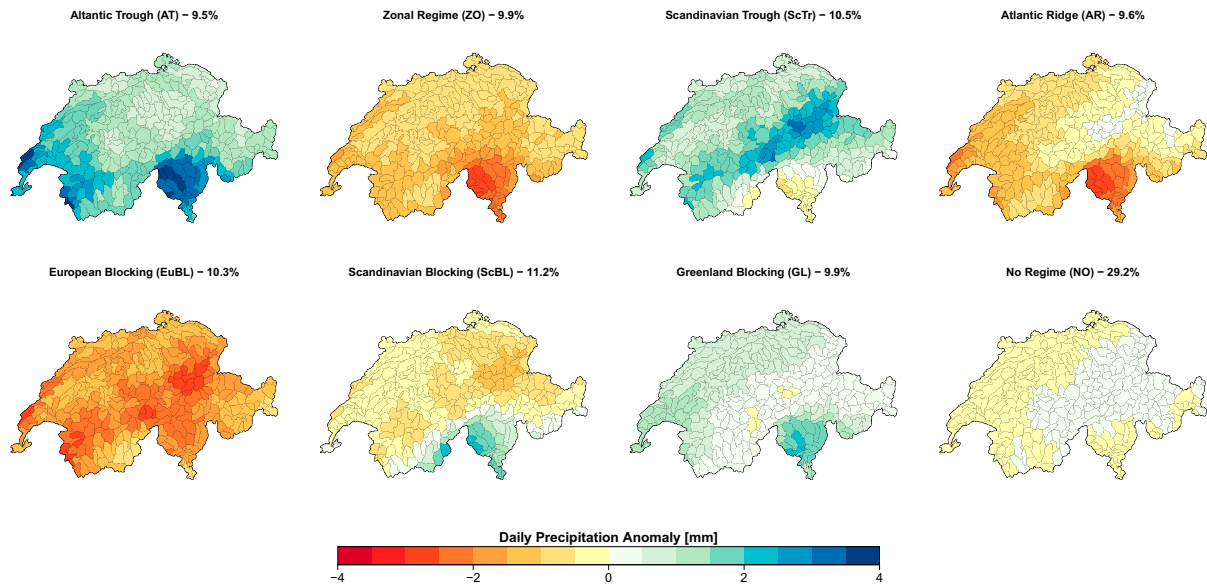 Altantic Trough (AT) − 9.5%
Zonal Regime (ZO) − 9.9%
Scandinavian Trough (ScTr) − 10.5%
Atlantic Ridge (AR) − 9.6%
European Blocking (EuBL) − 10.3%
Scandinavian Blocking (ScBL) − 11.2%
Greenland Blocking (GL) − 9.9%
No Regime (NO) − 29.2%
Daily Precipitation Anomaly [mm]
−4 −2 0 2 4